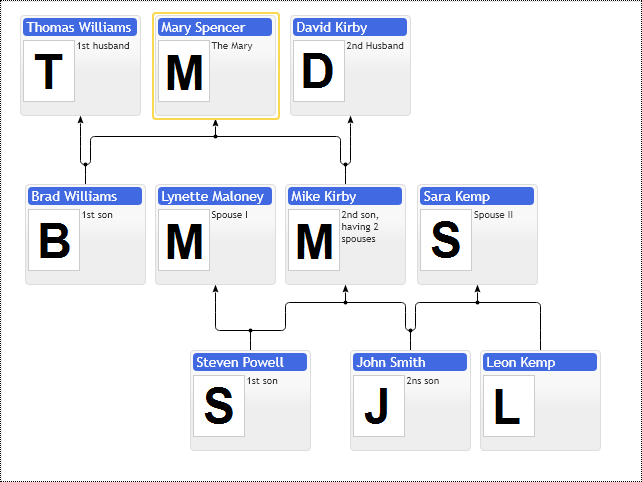 Thomas Williams
1st husband
T
Mary Spencer
The Mary
M
David Kirby
2nd Husband
D
Brad Williams
1st son
B
Lynette Maloney
Spouse I
M
Mike Kirby
2nd son,
having 2
spouses
M
Sara Kemp
Spouse II
S
Steven Powell
1st son
S
John Smith
2ns son
J
Leon Kemp
L